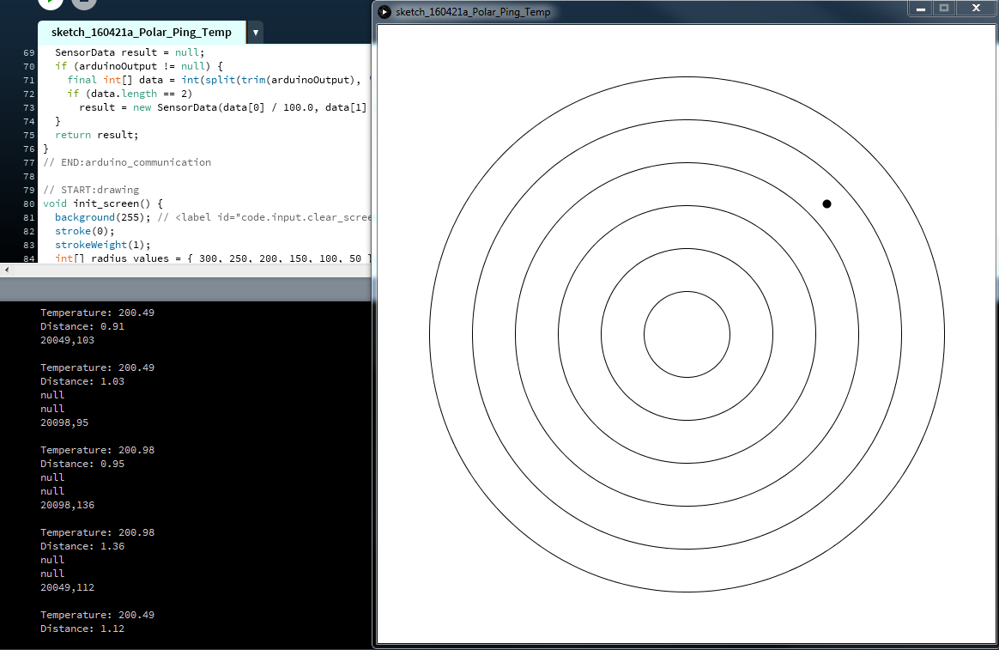 sketch_160421a_Polar_Ping_Temp
69 SensorData result = null;
70 if (arduinoOutput != null) {
71 final int[] data = int(split(trim(arduinoOutput), '
72 if (data.length == 2)
73 result = new SensorData(data[0] / 100.0, data[1]
74 }
75 return result;
76 }
77 // END:arduino_communication
78
79 // START:drawing
80 void init_screen() {
81 background(255); // <label id="code.input.clear_scree
82 stroke(0);
83 strokeWeight(1);
84 int[] radius_values = { 300, 250, 200, 150, 100, 50 }
Temperature: 200.49
Distance: 0.91
20049,103
Temperature: 200.49
Distance: 1.03
null
null
20098,95
Temperature: 200.98
Distance: 0.95
null
null
20098,136
Temperature: 200.98
Distance: 1.36
null
null
20049,112
Temperature: 200.49
Distance: 1.12
sketch_160421a_Polar_Ping_Temp